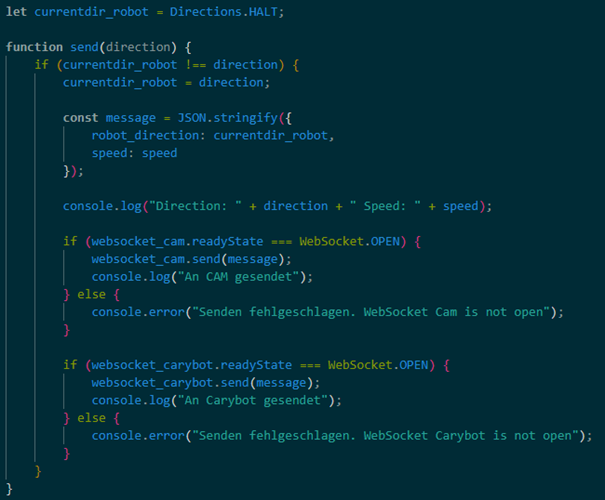 let currentdir_robot = Directions.HALT;
function send(direction) {
if (currentdir_robot !== direction) {
currentdir_robot = direction;
const message = JSON.stringify({
robot_direction: currentdir_robot,
speed: speed
});
console.log("Direction: " + direction + " Speed: " + speed);
if (websocket_cam.readyState === WebSocket.OPEN) {
websocket_cam.send(message);
console.log("An CAM gesendet");
} else {
console.error("Senden fehlgeschlagen. WebSocket Cam is not open");
}
if (websocket_carybot.readyState === WebSocket.OPEN) {
websocket_carybot.send(message);
console.log("An Carybot gesendet");
} else {
console.error("Senden fehlgeschlagen. WebSocket Carybot is not open");
}
}
}